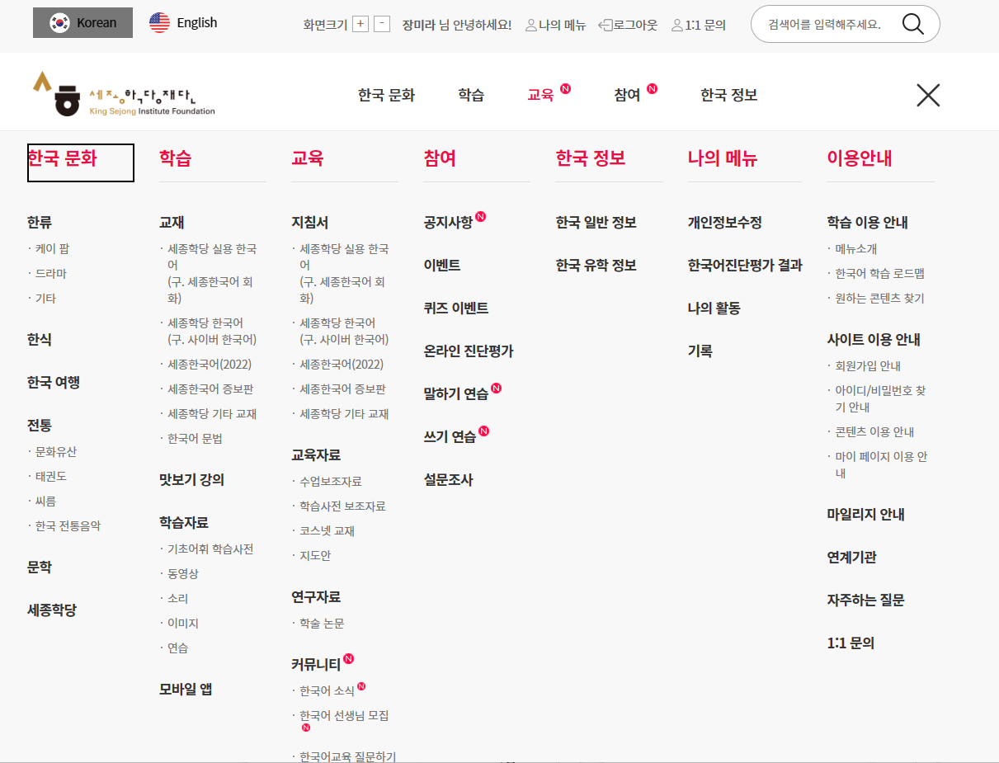 Korean
English
화면크기 + -
장미라 님 안녕하세요!
나의 메뉴
로그아웃
1:1 문의
검색어를 입력해주세요.
세종학당재단
King Sejong Institute Foundation
한국 문화
학습
교육 N
참여 N
한국 정보
한국 문화
한류
· 케이 팝
· 드라마
· 기타
한식
한국 여행
전통
· 문화유산
· 태권도
· 씨름
· 한국 전통음악
문학
세종학당
학습
교재
· 세종학당 실용 한국
어
(구. 세종한국어 회
화)
· 세종학당 한국어
(구. 사이버 한국어)
· 세종한국어(2022)
· 세종한국어 증보판
· 세종학당 기타 교재
· 한국어 문법
맛보기 강의
학습자료
· 기초어휘 학습사전
· 동영상
· 소리
· 이미지
· 연습
모바일 앱
교육
지침서
· 세종학당 실용 한국
어
(구. 세종한국어 회
화)
· 세종학당 한국어
(구. 사이버 한국어)
· 세종한국어(2022)
· 세종한국어 증보판
· 세종학당 기타 교재
교육자료
· 수업보조자료
· 학습사전 보조자료
· 코스넷 교재
· 지도안
연구자료
· 학술 논문
커뮤니티 N
· 한국어 소식 N
· 한국어 선생님 모집
N
· 한국어교육 질문하기
참여
공지사항 N
이벤트
퀴즈 이벤트
온라인 진단평가
말하기 연습 N
쓰기 연습 N
설문조사
한국 정보
한국 일반 정보
한국 유학 정보
나의 메뉴
개인정보수정
한국어진단평가 결과
나의 활동
기록
이용안내
학습 이용 안내
· 메뉴소개
· 한국어 학습 로드맵
· 원하는 콘텐츠 찾기
사이트 이용 안내
· 회원가입 안내
· 아이디/비밀번호 찾
기 안내
· 콘텐츠 이용 안내
· 마이 페이지 이용 안
내
마일리지 안내
연계기관
자주하는 질문
1:1 문의